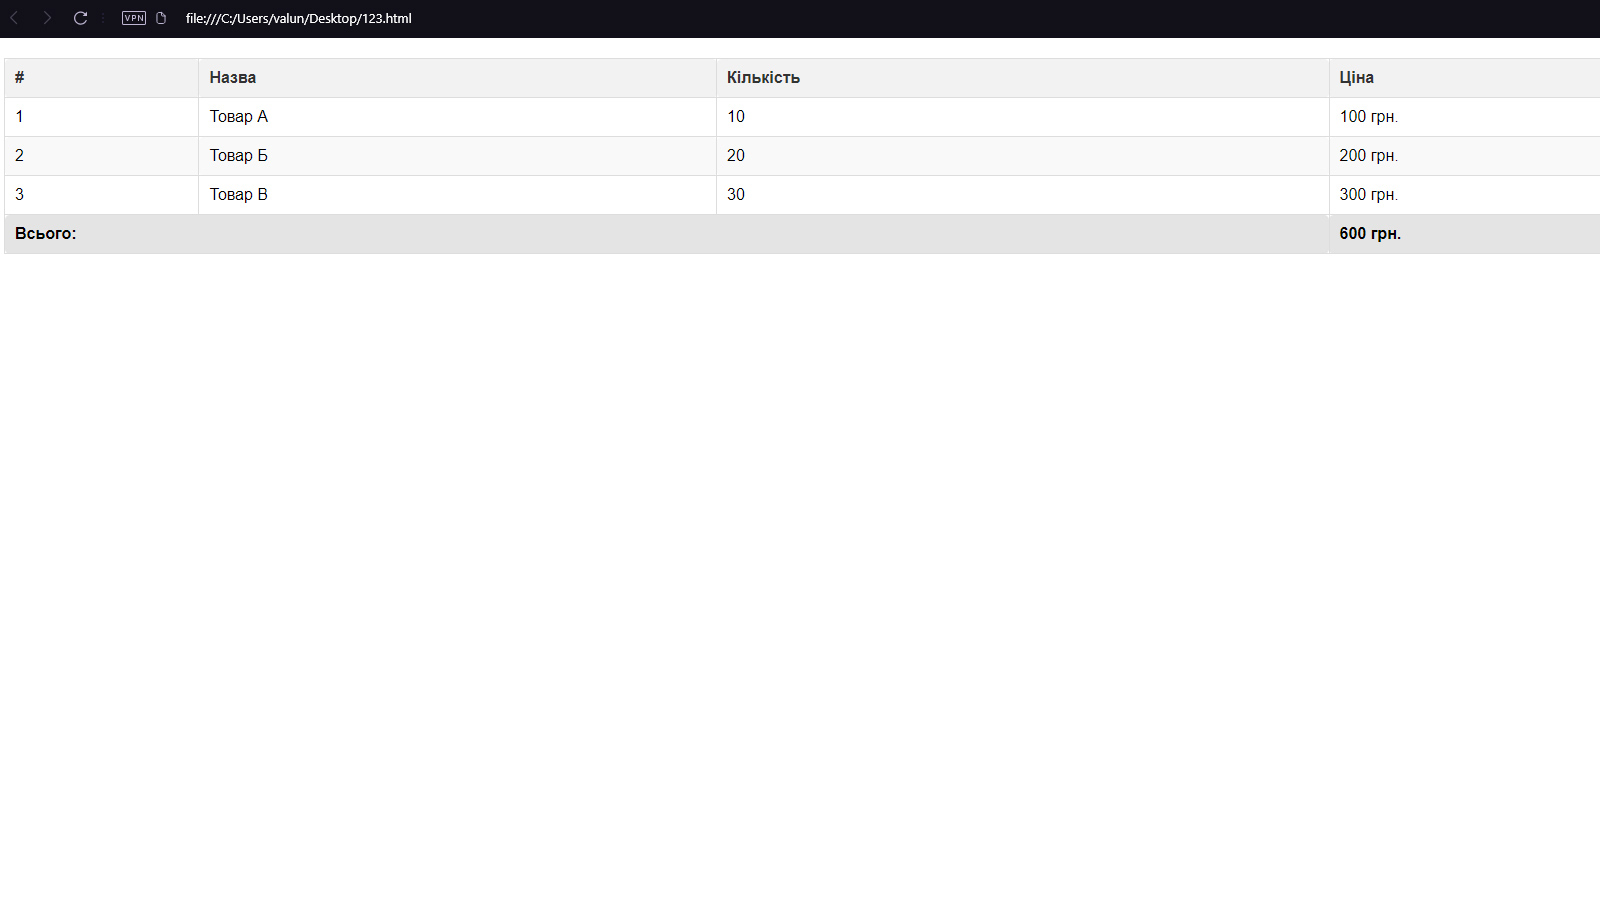 VPN file:///C:/Users/valun/Desktop/123.html
# Назва Кількість Ціна
1 Товар А 10 100 грн.
2 Товар Б 20 200 грн.
3 Товар В 30 300 грн.
Всього: 600 грн.